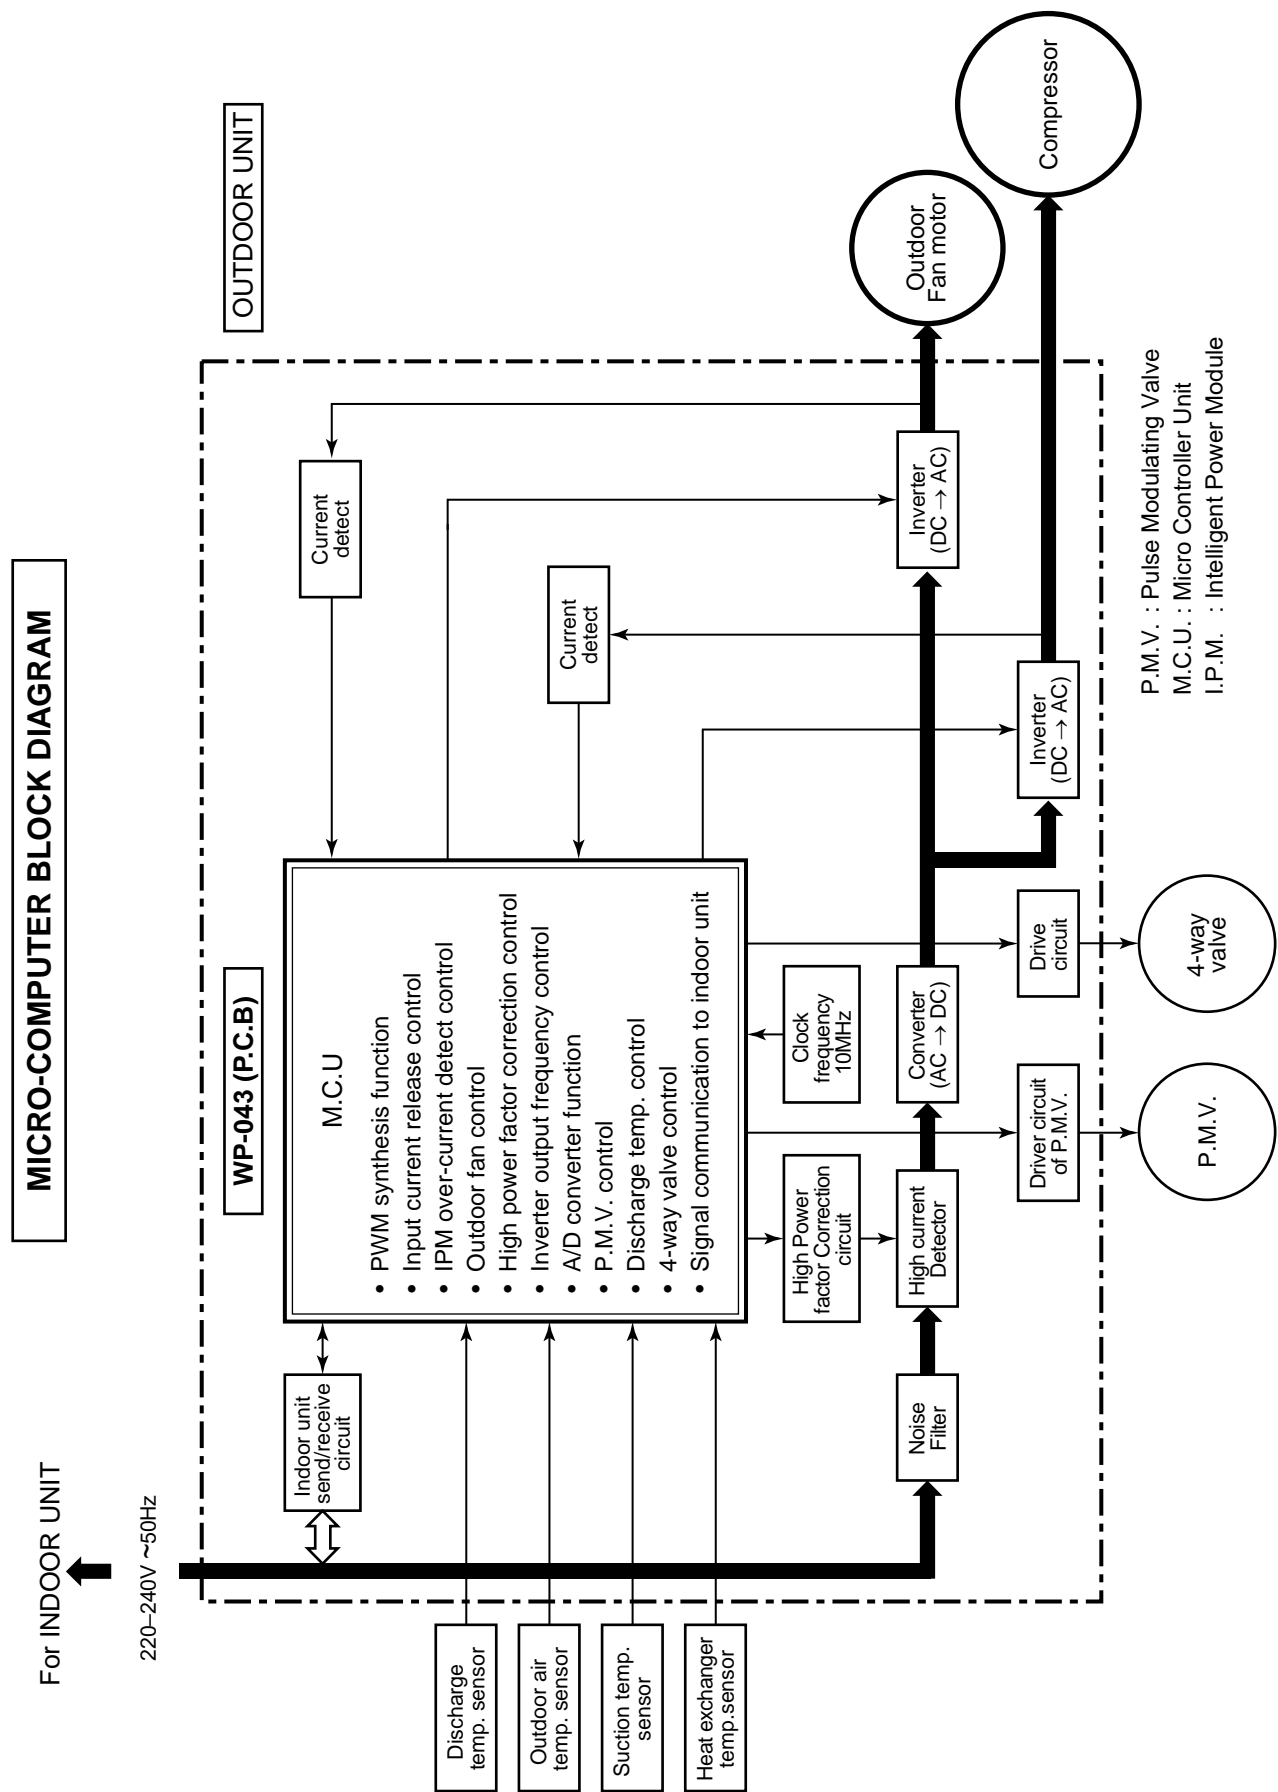 MICRO-COMPUTER BLOCK DIAGRAM
For INDOOR UNIT
220–240V ~50Hz
WP-043 (P.C.B)
OUTDOOR UNIT
Indoor unit
send/receive
circuit
M.C.U
• PWM synthesis function
• Input current release control
• IPM over-current detect control
• Outdoor fan control
• High power factor correction control
• Inverter output frequency control
• A/D converter function
• P.M.V. control
• Discharge temp. control
• 4-way valve control
• Signal communication to indoor unit
Current
detect
Current
detect
Discharge
temp. sensor
Outdoor air
temp. sensor
Suction temp.
sensor
Heat exchanger
temp.sensor
High Power
factor Correction
circuit
Clock
frequency
10MHz
Noise
Filter
High current
Detector
Converter
(AC → DC)
Inverter
(DC → AC)
Outdoor
Fan motor
Driver circuit
of P.M.V.
Drive
circuit
Inverter
(DC → AC)
Compressor
P.M.V.
4-way
valve
P.M.V. : Pulse Modulating Valve
M.C.U. : Micro Controller Unit
I.P.M. : Intelligent Power Module